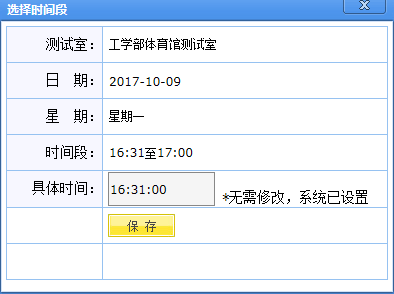 选择时间段
测试室： 工学部体育馆测试室
日 期： 2017-10-09
星 期： 星期一
时间段： 16:31至17:00
具体时间： 16:31:00 *无需修改，系统已设置
保 存